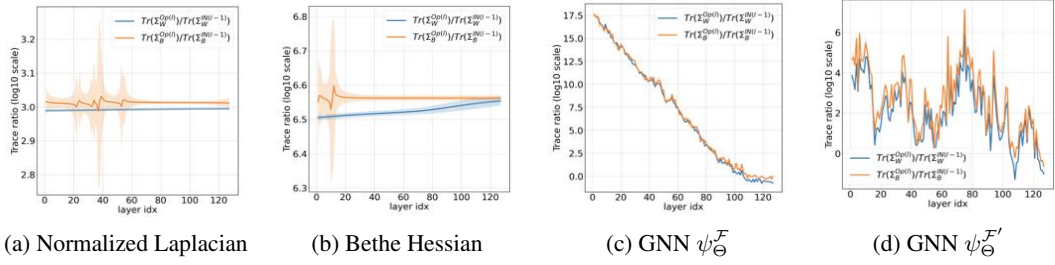 Trace ratio (log10 scale)
3.2
3.1
3.0
2.9
2.8
Tr(Σ_W^{Op(l)})/Tr(Σ_W^{IN(l−1)})
Tr(Σ_B^{Op(l)})/Tr(Σ_B^{IN(l−1)})
0 20 40 60 80 100 120
layer idx
(a) Normalized Laplacian
Trace ratio (log10 scale)
6.8
6.7
6.6
6.5
6.4
6.3
Tr(Σ_W^{Op(l)})/Tr(Σ_W^{IN(l−1)})
Tr(Σ_B^{Op(l)})/Tr(Σ_B^{IN(l−1)})
0 20 40 60 80 100 120
layer idx
(b) Bethe Hessian
Trace ratio (log10 scale)
17.5
15.0
12.5
10.0
7.5
5.0
2.5
0.0
Tr(Σ_W^{Op(l)})/Tr(Σ_W^{IN(l−1)})
Tr(Σ_B^{Op(l)})/Tr(Σ_B^{IN(l−1)})
0 20 40 60 80 100 120
layer idx
(c) GNN ψ_Θ^ℱ
Trace ratio (log10 scale)
6
4
2
0
Tr(Σ_W^{Op(l)})/Tr(Σ_W^{IN(l−1)})
Tr(Σ_B^{Op(l)})/Tr(Σ_B^{IN(l−1)})
0 20 40 60 80 100 120
layer idx
(d) GNN ψ_Θ^ℱ′